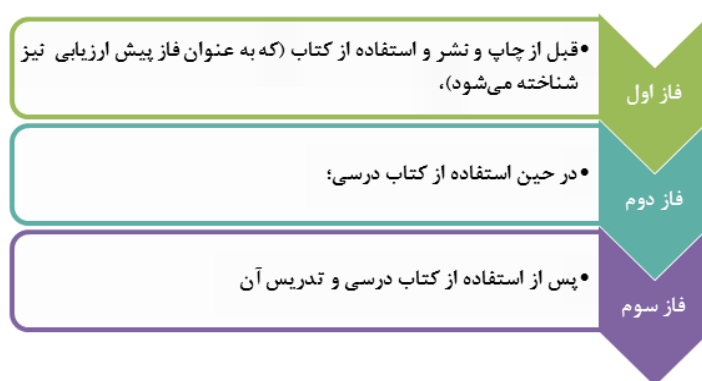 فاز اول
•قبل از چاپ و نشر و استفاده از کتاب (که به عنوان فاز پیش ارزیابی نیز
شناخته می‌شود)،
فاز دوم
•در حین استفاده از کتاب درسی؛
فاز سوم
•پس از استفاده از کتاب درسی و تدریس آن